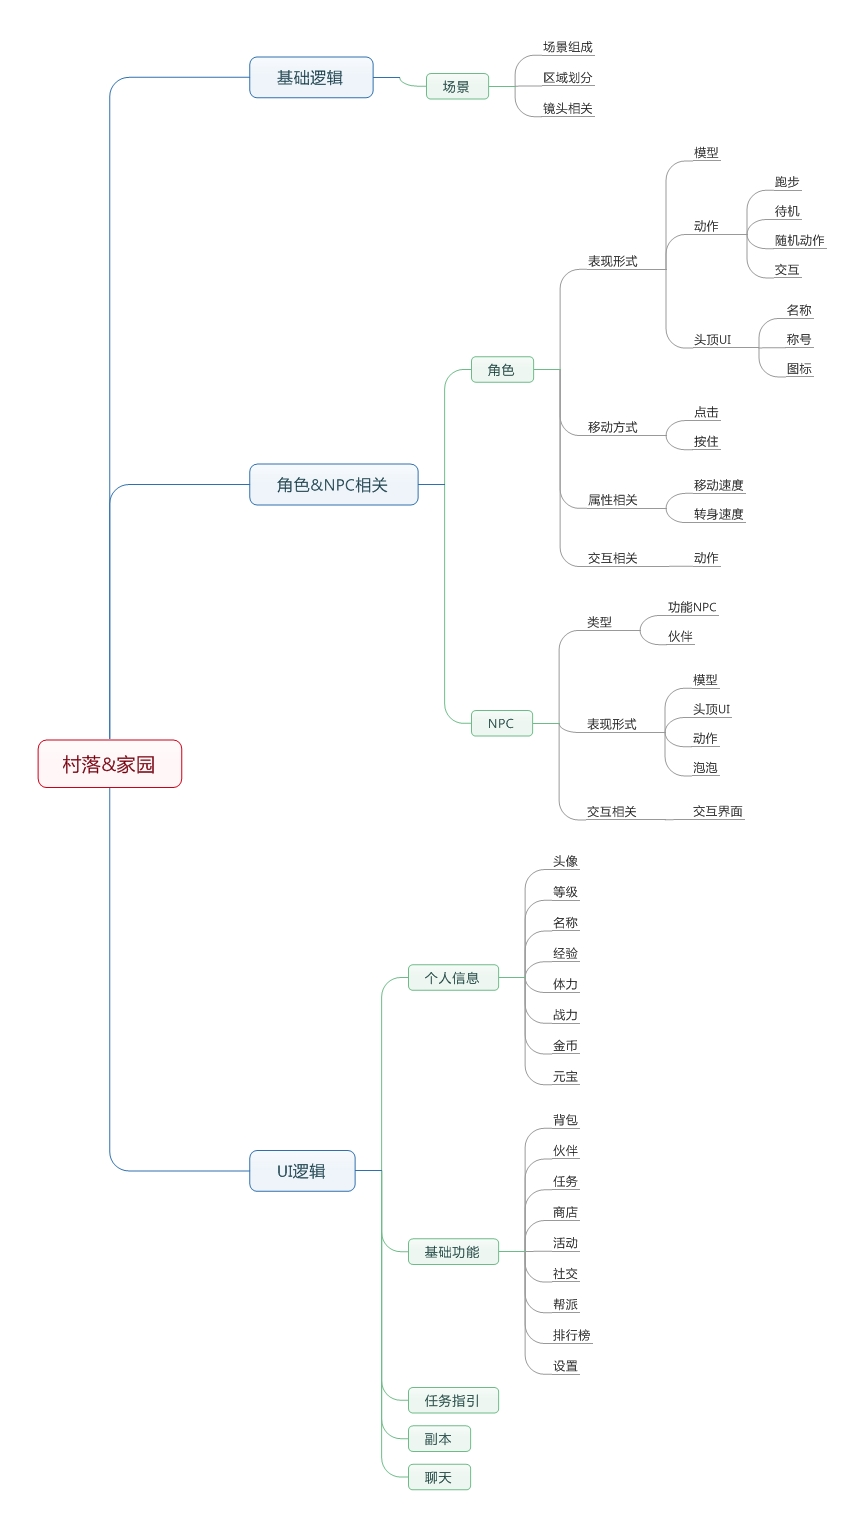 村落&家园
基础逻辑
场景
场景组成
区域划分
镜头相关
角色&NPC相关
角色
表现形式
模型
动作
跑步
待机
随机动作
交互
头顶UI
名称
称号
图标
移动方式
点击
按住
属性相关
移动速度
转身速度
交互相关
动作
NPC
类型
功能NPC
伙伴
表现形式
模型
头顶UI
动作
泡泡
交互相关
交互界面
UI逻辑
个人信息
头像
等级
名称
经验
体力
战力
金币
元宝
基础功能
背包
伙伴
任务
商店
活动
社交
帮派
排行榜
设置
任务指引
副本
聊天